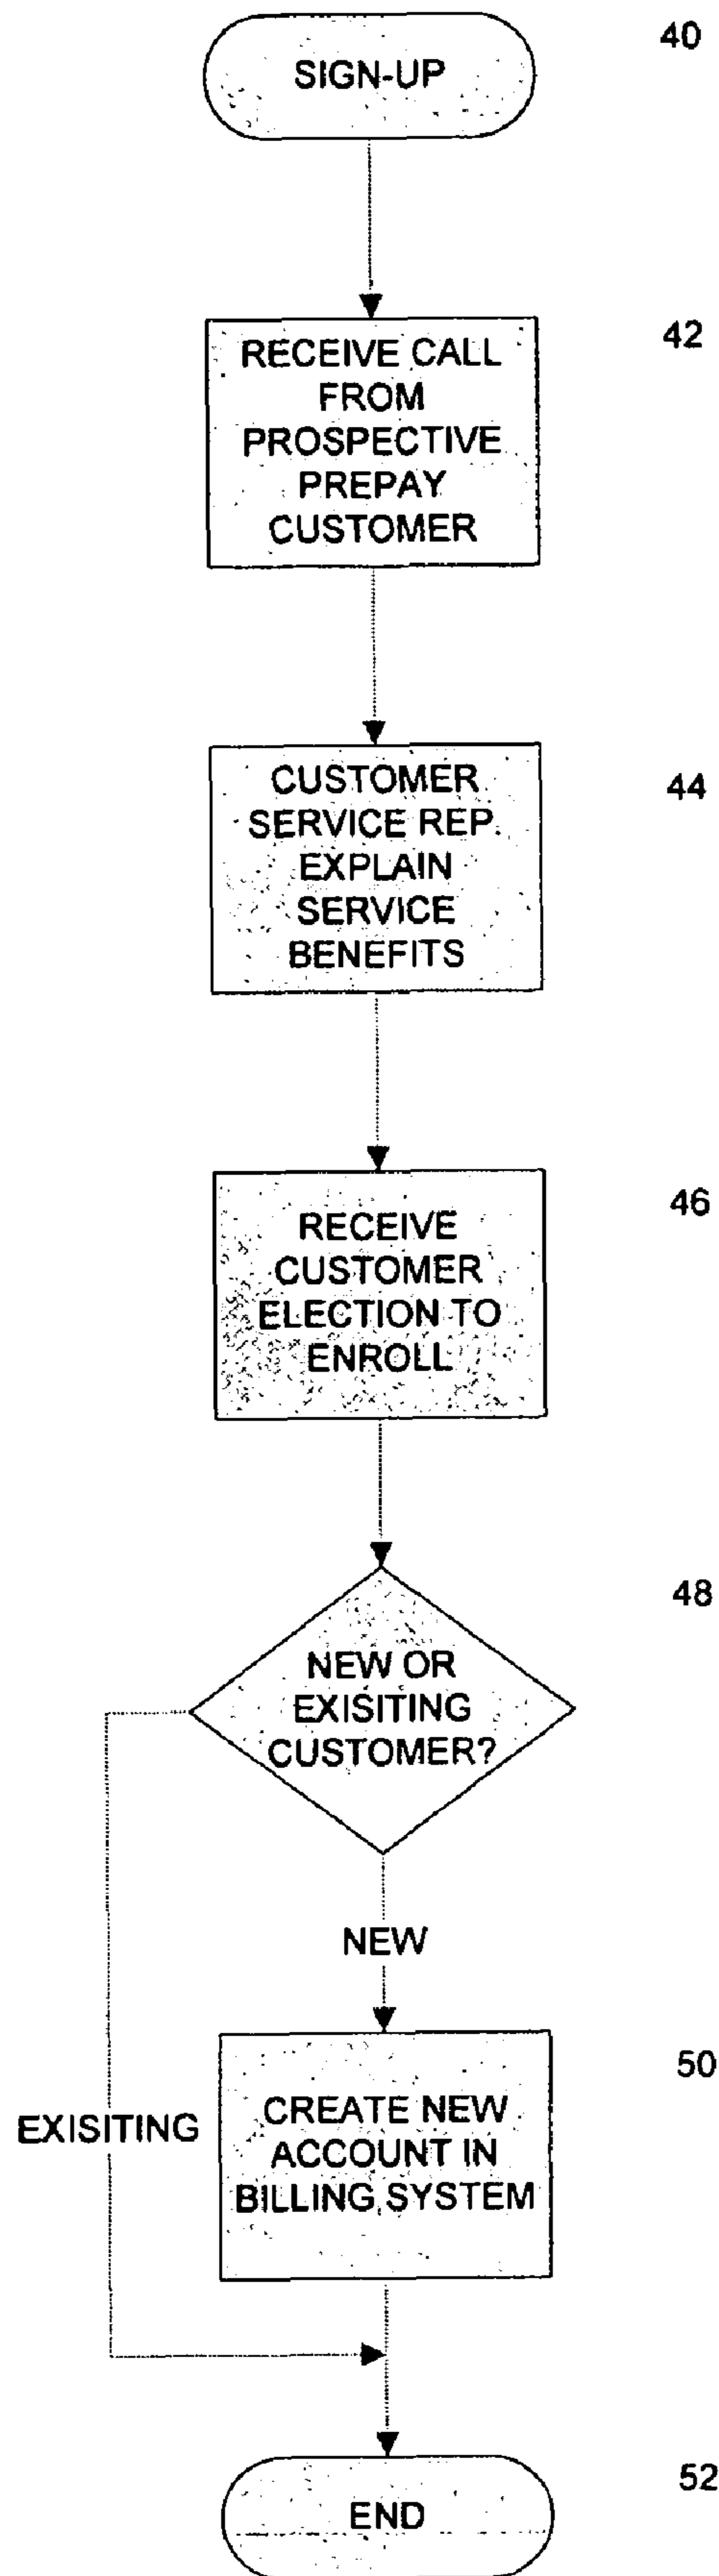 SIGN-UP
40
RECEIVE CALL
FROM
PROSPECTIVE
PREPAY
CUSTOMER
42
CUSTOMER
SERVICE REP.
EXPLAIN
SERVICE
BENEFITS
44
RECEIVE
CUSTOMER
ELECTION TO
ENROLL
46
NEW OR
EXISITING
CUSTOMER?
48
NEW
EXISITING
CREATE NEW
ACCOUNT IN
BILLING SYSTEM
50
END
52